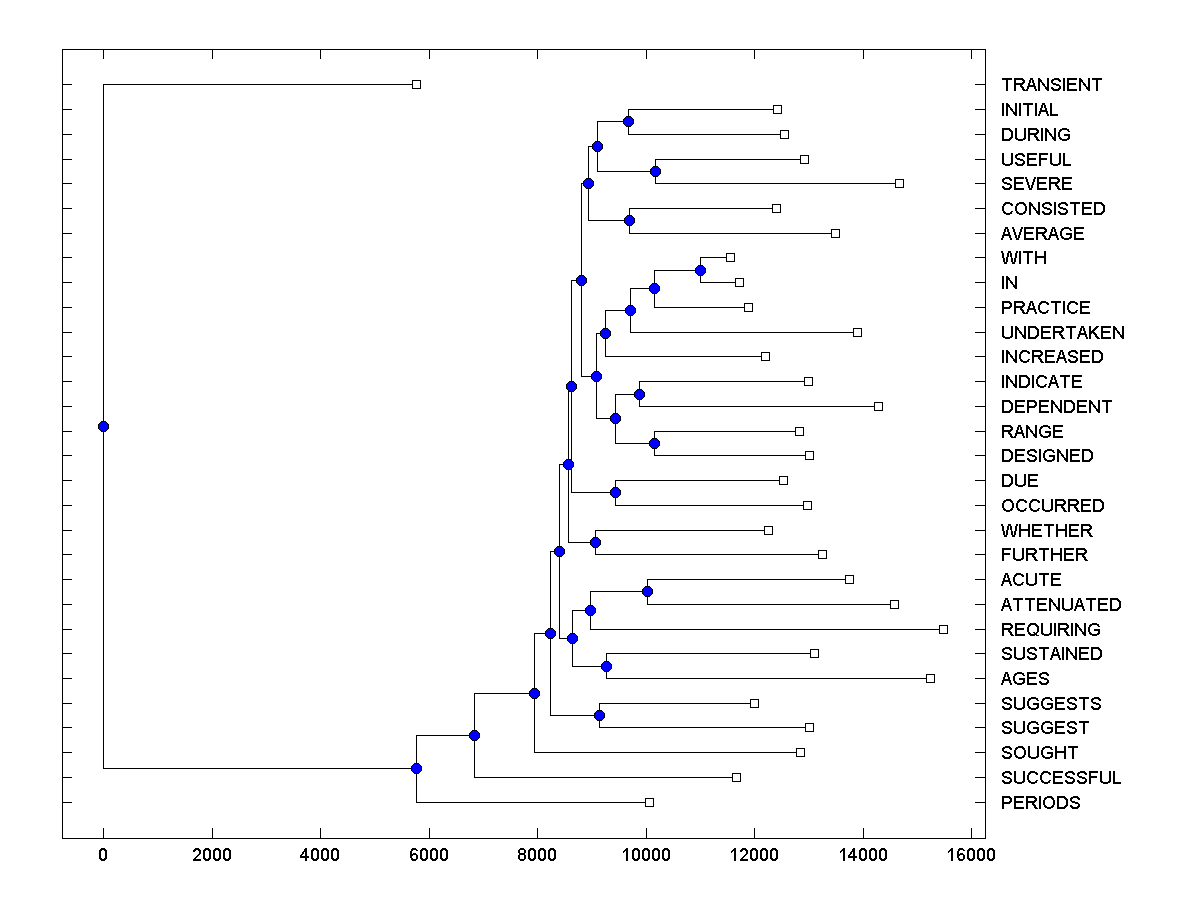 TRANSIENT
INITIAL
DURING
USEFUL
SEVERE
CONSISTED
AVERAGE
WITH
IN
PRACTICE
UNDERTAKEN
INCREASED
INDICATE
DEPENDENT
RANGE
DESIGNED
DUE
OCCURRED
WHETHER
FURTHER
ACUTE
ATTENUATED
REQUIRING
SUSTAINED
AGES
SUGGESTS
SUGGEST
SOUGHT
SUCCESSFUL
PERIODS
0 2000 4000 6000 8000 10000 12000 14000 16000